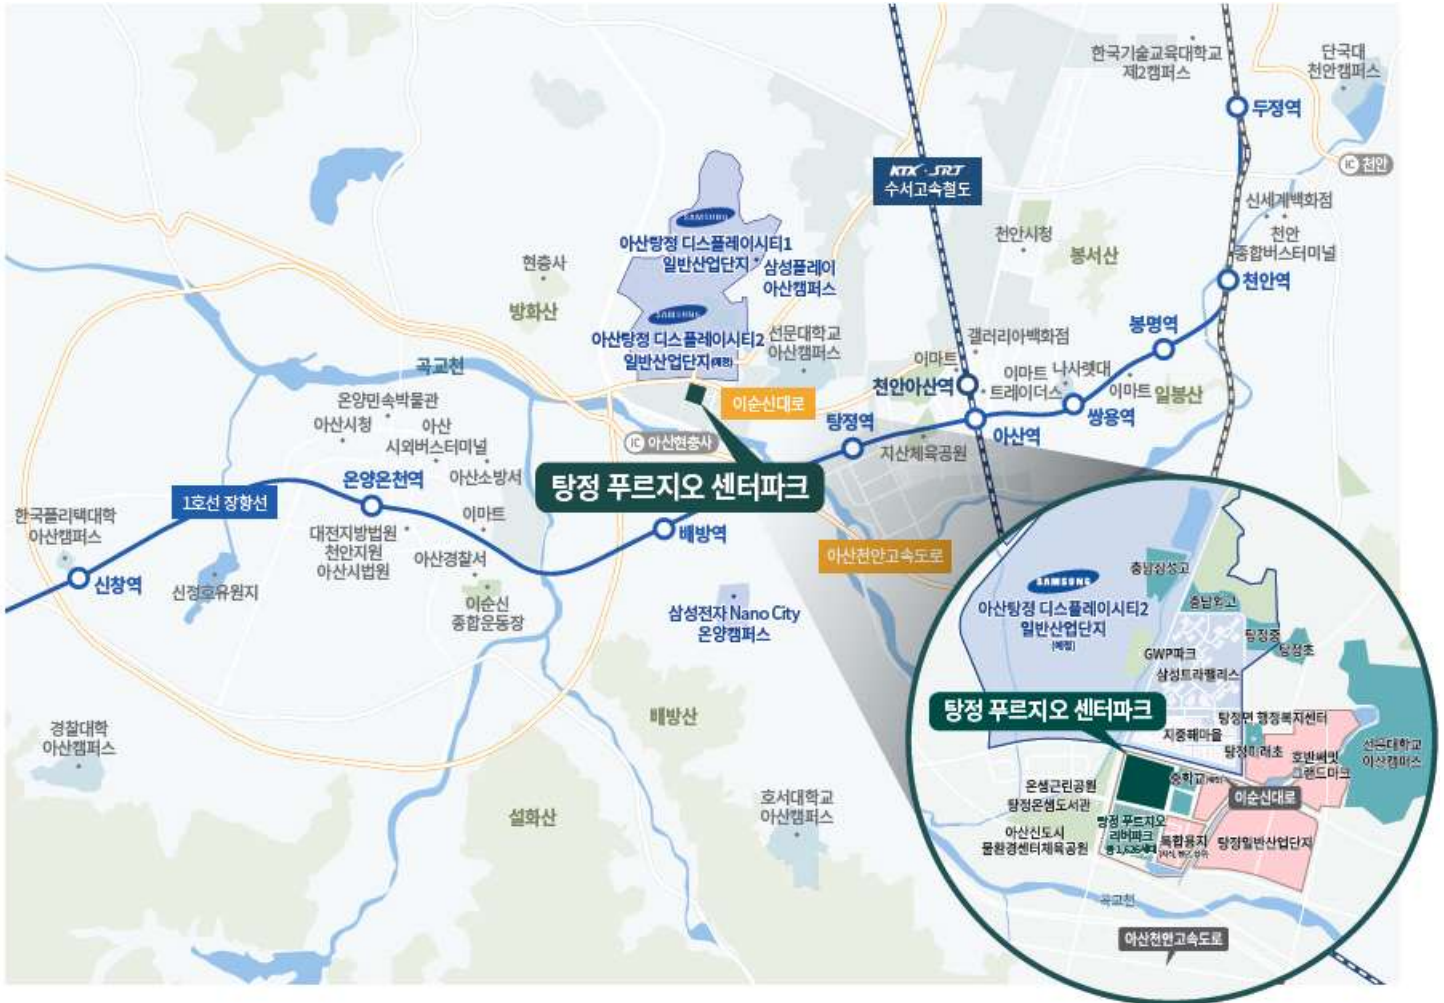 한국기술교육대학교
제2캠퍼스
단국대
천안캠퍼스
두정역
IC 천안
KTX·SRT
수서고속철도
신세계백화점
천안
종합버스터미널
천안역
천안시청
봉서산
SAMSUNG
아산탕정 디스플레이시티1
일반산업단지
삼성플레이
아산캠퍼스
현충사
방화산
SAMSUNG
아산탕정 디스플레이시티2
일반산업단지(예정)
선문대학교
아산캠퍼스
갤러리아백화점
봉명역
이마트
천안아산역
이마트
트레이더스
나사렛대
이마트
일봉산
쌍용역
아산역
곡교천
이순신대로
탕정역
지산체육공원
온양민속박물관
아산시청
아산
시외버스터미널
IC 아산현충사
탕정 푸르지오 센터파크
아산소방서
온양온천역
1호선 장항선
한국폴리텍대학
아산캠퍼스
이마트
대전지방법원
천안지원
아산시법원
아산경찰서
배방역
아산천안고속도로
신창역
신정호유원지
이순신
종합운동장
삼성전자 Nano City
온양캠퍼스
배방산
경찰대학
아산캠퍼스
설화산
호서대학교
아산캠퍼스
충남삼성고
SAMSUNG
아산탕정 디스플레이시티2
일반산업단지
(예정)
충남외고
탕정중
탕정초
GWP파크
삼성트라팰리스
탕정 푸르지오 센터파크
탕정면 행정복지센터
지중해마을
탕정미래초
호반써밋
그랜드마크
선문대학교
아산캠퍼스
중학교(예정)
온샘근린공원
탕정온샘도서관
이순신대로
아산신도시
물환경센터체육공원
탕정 푸르지오
리버파크
총 1,626세대
복합용지
탕정일반산업단지
곡교천
아산천안고속도로